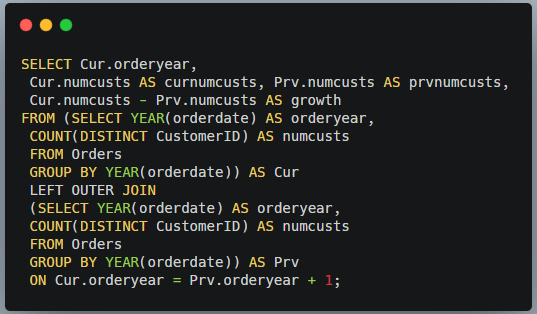 SELECT Cur.orderyear,
Cur.numcusts AS curnumcusts, Prv.numcusts AS prvnumcusts,
Cur.numcusts - Prv.numcusts AS growth
FROM (SELECT YEAR(orderdate) AS orderyear,
COUNT(DISTINCT CustomerID) AS numcusts
FROM Orders
GROUP BY YEAR(orderdate)) AS Cur
LEFT OUTER JOIN
(SELECT YEAR(orderdate) AS orderyear,
COUNT(DISTINCT CustomerID) AS numcusts
FROM Orders
GROUP BY YEAR(orderdate)) AS Prv
ON Cur.orderyear = Prv.orderyear + 1;